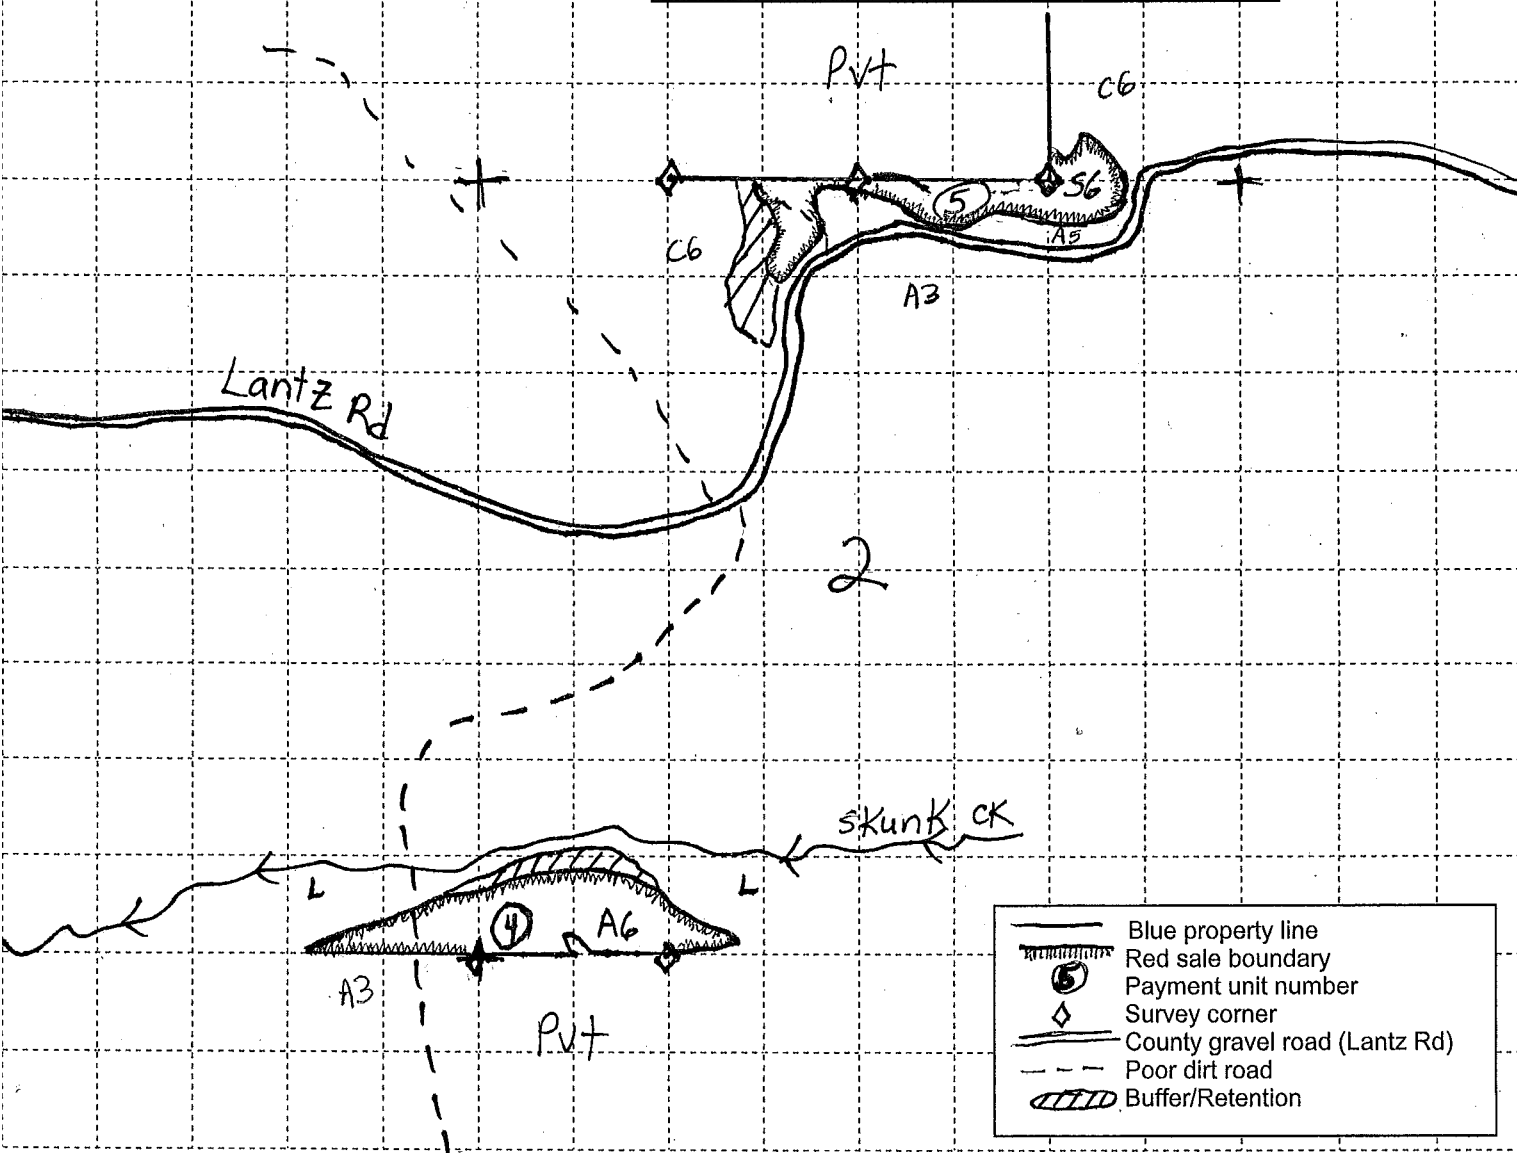 Pvt
C6
5
S6
A5
C6
A3
Lantz
Rd
2
skunk ck
L
L
4
A6
A3
Pvt
Blue property line
Red sale boundary
5
Payment unit number
Survey corner
County gravel road (Lantz Rd)
Poor dirt road
Buffer/Retention